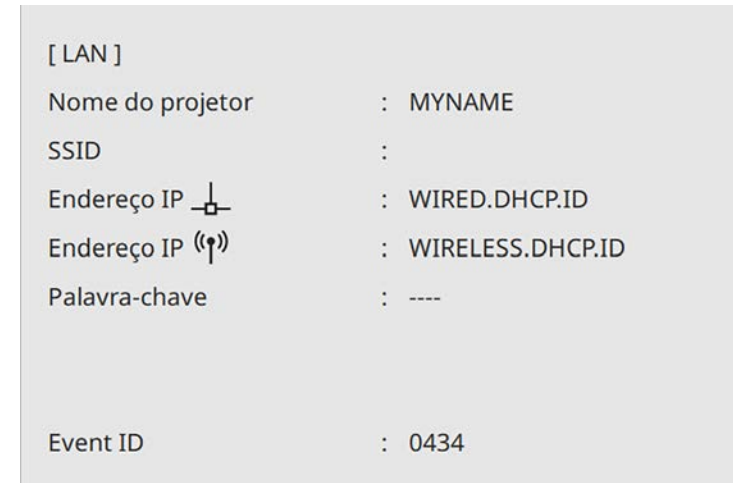 [ LAN ]
Nome do projetor : MYNAME
SSID :
Endereço IP : WIRED.DHCP.ID
Endereço IP : WIRELESS.DHCP.ID
Palavra-chave : ----
Event ID : 0434